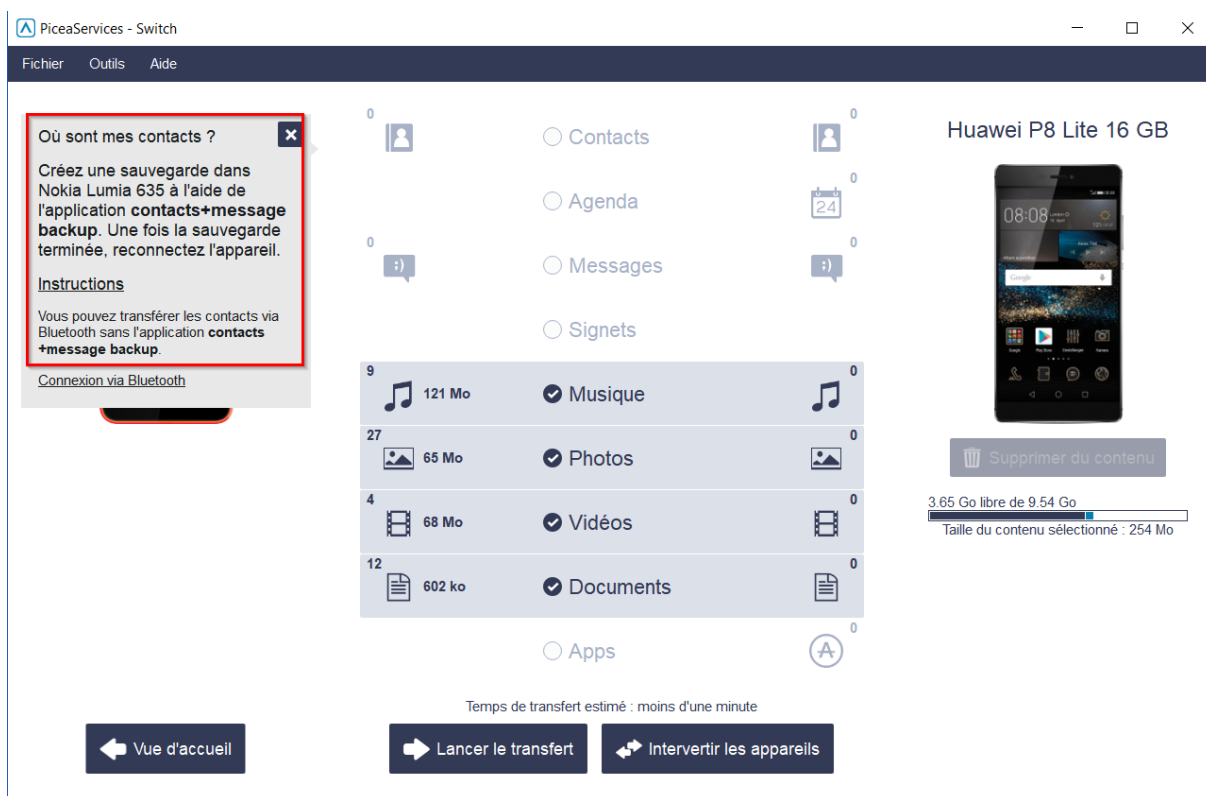 PiceaServices - Switch
Fichier Outils Aide
Où sont mes contacts ?
Créez une sauvegarde dans
Nokia Lumia 635 à l'aide de
l'application contacts+message
backup. Une fois la sauvegarde
terminée, reconnectez l'appareil.
Instructions
Vous pouvez transférer les contacts via
Bluetooth sans l'application contacts
+message backup.
Connexion via Bluetooth
0 Contacts 0
Agenda 24 0
0 :) Messages :) 0
Signets
9 121 Mo Musique 0
27 65 Mo Photos 0
4 68 Mo Vidéos 0
12 602 ko Documents 0
Apps 0
Huawei P8 Lite 16 GB
08:08
Google
Supprimer du contenu
3.65 Go libre de 9.54 Go
Taille du contenu sélectionné : 254 Mo
Temps de transfert estimé : moins d'une minute
Vue d'accueil
Lancer le transfert
Intervertir les appareils